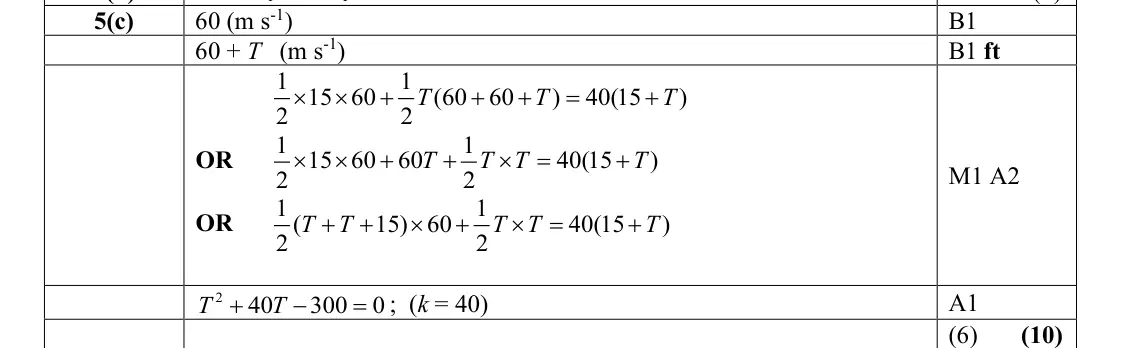 5(c) 60 (m s⁻¹) B1
60 + T (m s⁻¹) B1 ft
1/2 ×15×60 + 1/2 T(60+60+T) = 40(15+T)
OR 1/2 ×15×60+60T + 1/2 T×T = 40(15+T)
M1 A2
OR 1/2 (T+T+15)×60 + 1/2 T×T = 40(15+T)
T² + 40T − 300 = 0 ; (k = 40) A1
(6) (10)